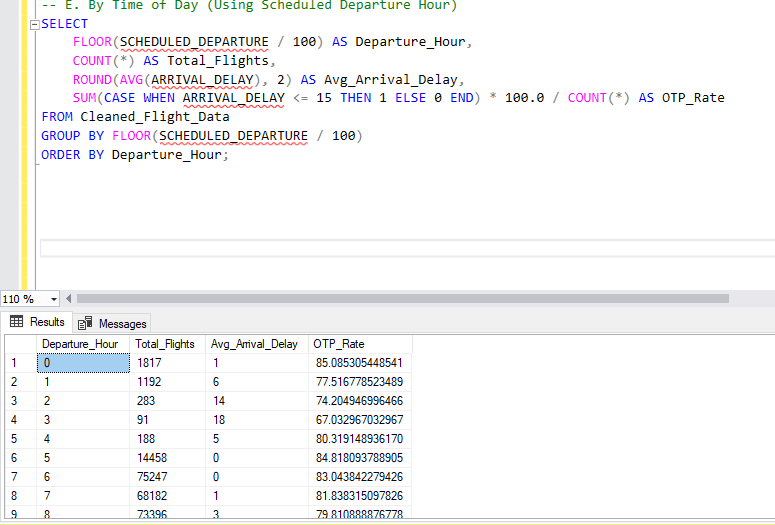 -- E. By Time of Day (Using Scheduled Departure Hour)
SELECT
FLOOR(SCHEDULED_DEPARTURE / 100) AS Departure_Hour,
COUNT(*) AS Total_Flights,
ROUND(AVG(ARRIVAL_DELAY), 2) AS Avg_Arrival_Delay,
SUM(CASE WHEN ARRIVAL_DELAY <= 15 THEN 1 ELSE 0 END) * 100.0 / COUNT(*) AS OTP_Rate
FROM Cleaned_Flight_Data
GROUP BY FLOOR(SCHEDULED_DEPARTURE / 100)
ORDER BY Departure_Hour;
110 %
Results Messages
Departure_Hour Total_Flights Avg_Arrival_Delay OTP_Rate
1 0 1817 1 85.085305448541
2 1 1192 6 77.516778523489
3 2 283 14 74.204946996466
4 3 91 18 67.032967032967
5 4 188 5 80.319148936170
6 5 14458 0 84.818093788905
7 6 75247 0 83.043842279426
8 7 68182 1 81.838315097826
9 8 73396 3 79.810888876778